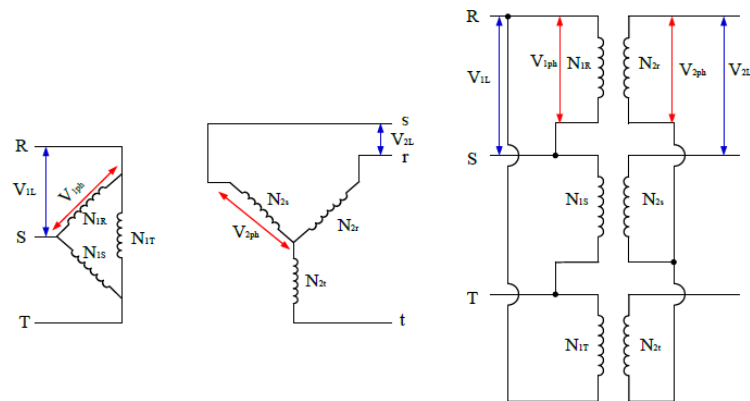 R
V1L
V1ph
N1R
S
N1S
N1T
T
s
V2L
r
N2s
N2r
V2ph
N2t
t
R
V1L
V1ph
N1R
N2r
V2ph
V2L
S
N1S
N2s
T
N1T
N2t